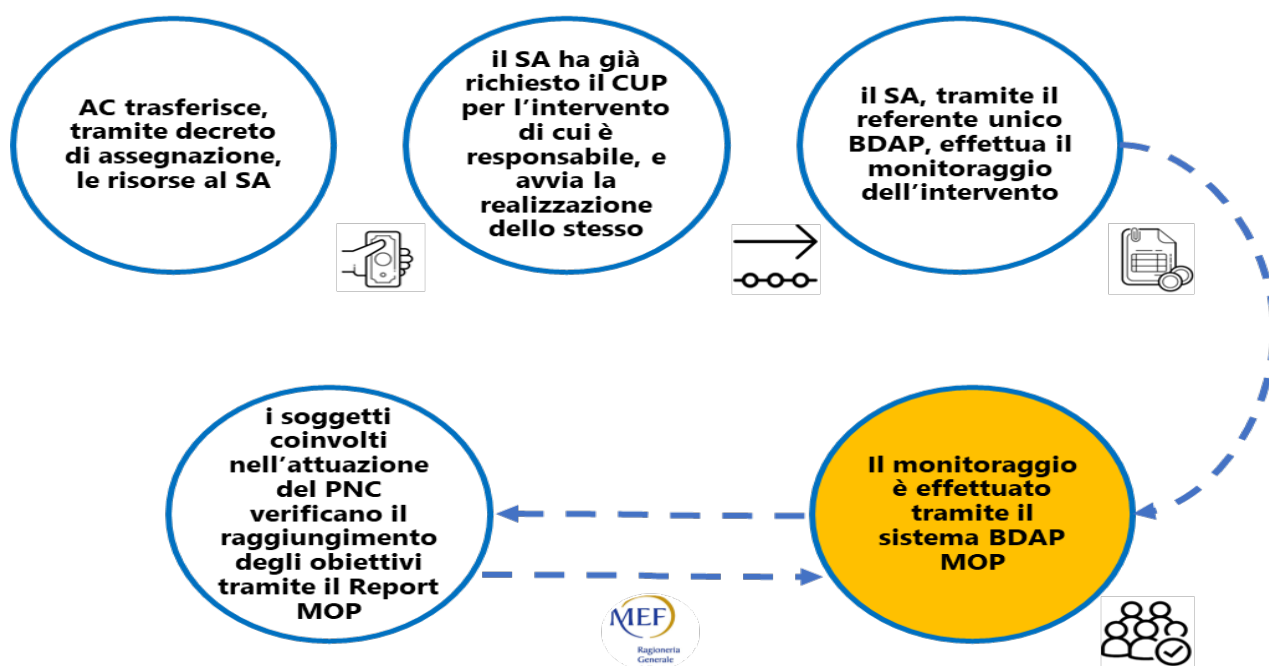 AC trasferisce,
tramite decreto
di assegnazione,
le risorse al SA
il SA ha già
richiesto il CUP
per l’intervento
di cui è
responsabile, e
avvia la
realizzazione
dello stesso
il SA, tramite il
referente unico
BDAP, effettua il
monitoraggio
dell’intervento
Il monitoraggio
è effettuato
tramite il
sistema BDAP
MOP
i soggetti
coinvolti
nell’attuazione
del PNC
verificano il
raggiungimento
degli obiettivi
tramite il Report
MOP
MEF
Ragioneria
Generale